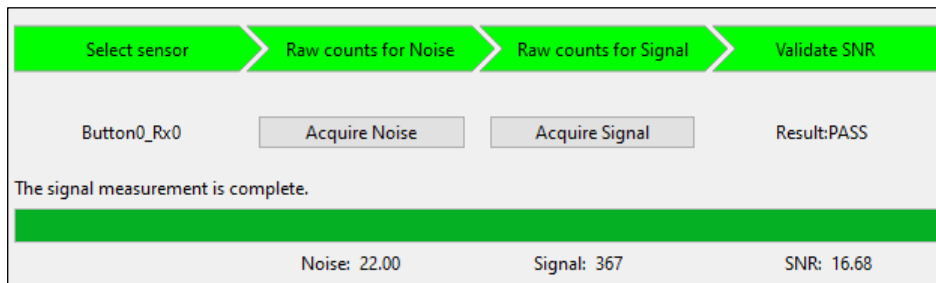 Select sensor Raw counts for Noise Raw counts for Signal Validate SNR
Button0_Rx0 Acquire Noise Acquire Signal Result:PASS
The signal measurement is complete.
Noise: 22.00 Signal: 367 SNR: 16.68